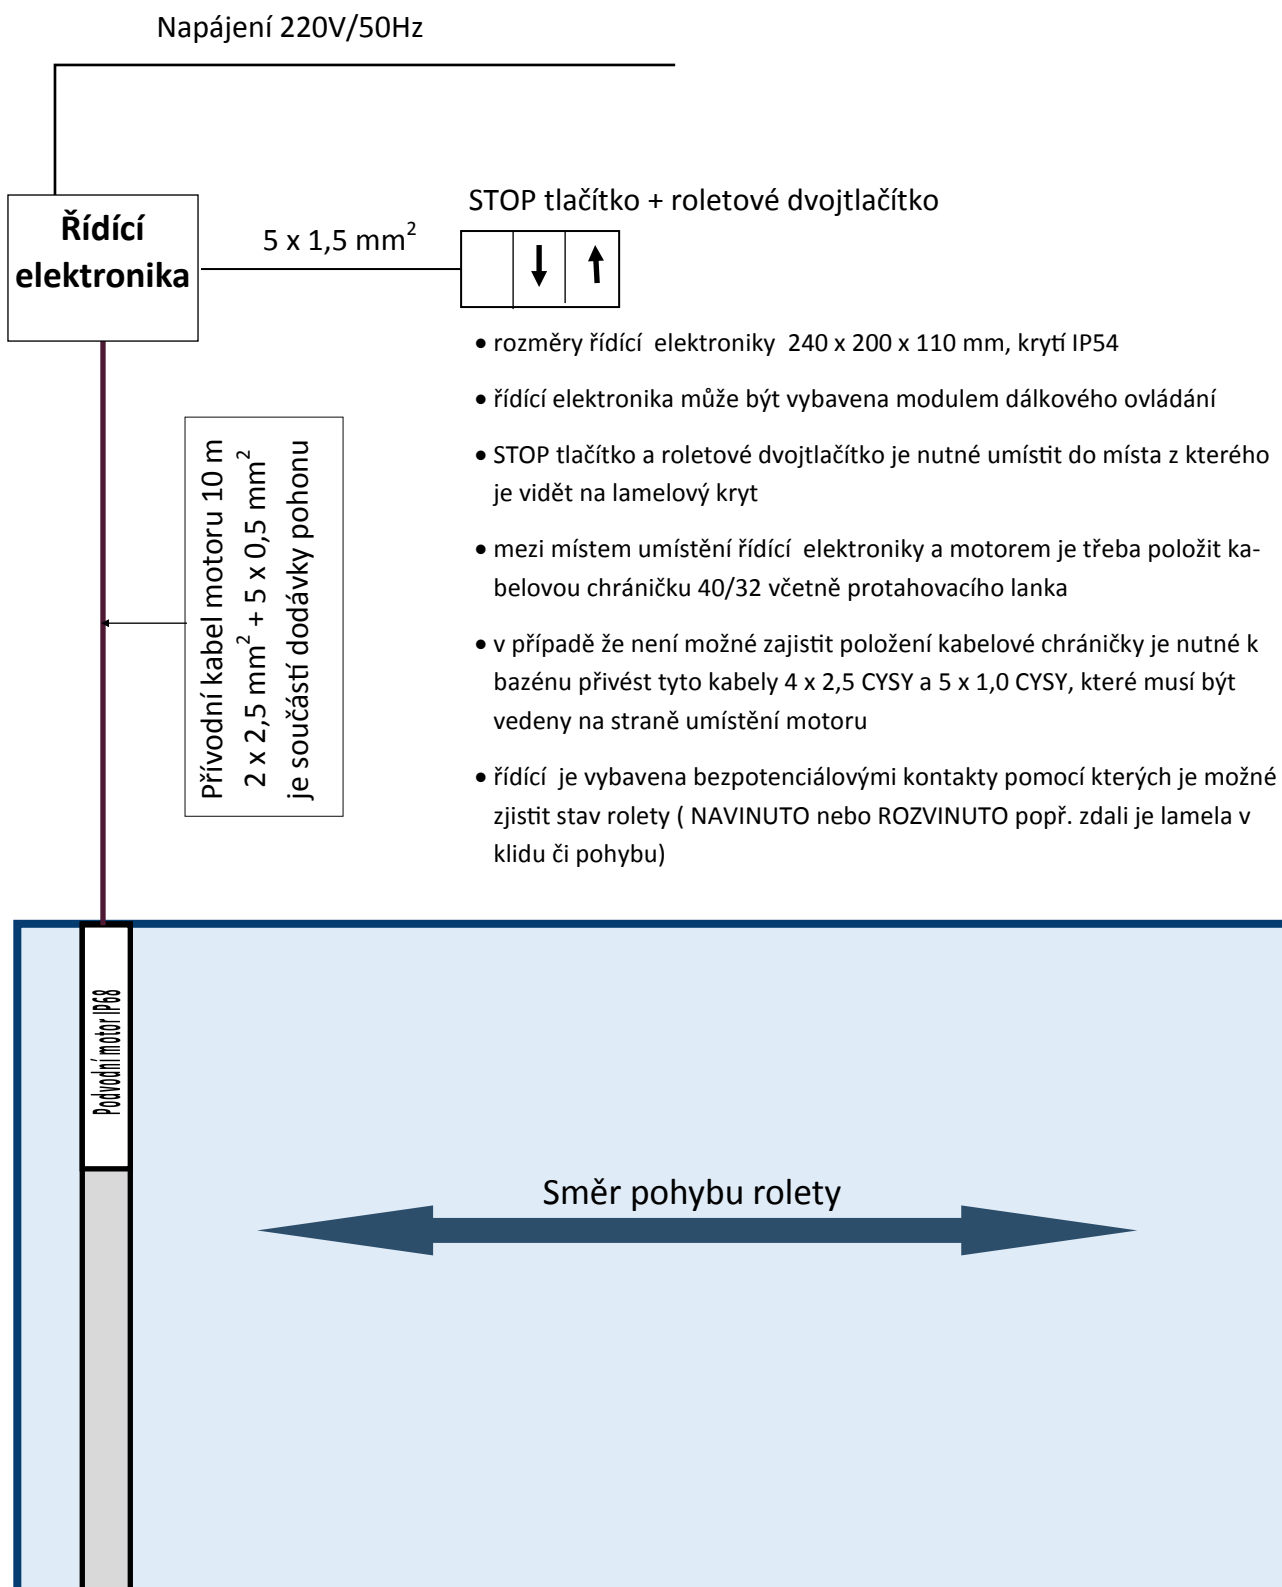 Napájení 220V/50Hz
STOP tlačítko + roletové dvojtlačítko
Řídící
elektronika
5 x 1,5 mm²
• rozměry řídící  elektroniky  240 x 200 x 110 mm, krytí IP54
• řídící elektronika může být vybavena modulem dálkového ovládání
• STOP tlačítko a roletové dvojtlačítko je nutné umístit do místa z kterého
je vidět na lamelový kryt
• mezi místem umístění řídící  elektroniky a motorem je třeba položit ka-
belovou chráničku 40/32 včetně protahovacího lanka
• v případě že není možné zajistit položení kabelové chráničky je nutné k
bazénu přivést tyto kabely 4 x 2,5 CYSY a 5 x 1,0 CYSY, které musí být
vedeny na straně umístění motoru
• řídící  je vybavena bezpotenciálovými kontakty pomocí kterých je možné
zjistit stav rolety ( NAVINUTO nebo ROZVINUTO popř. zdali je lamela v
klidu či pohybu)
Přívodní kabel motoru 10 m
2 x 2,5 mm² + 5 x 0,5 mm²
je součástí dodávky pohonu
Podvodní motor IP68
Směr pohybu rolety